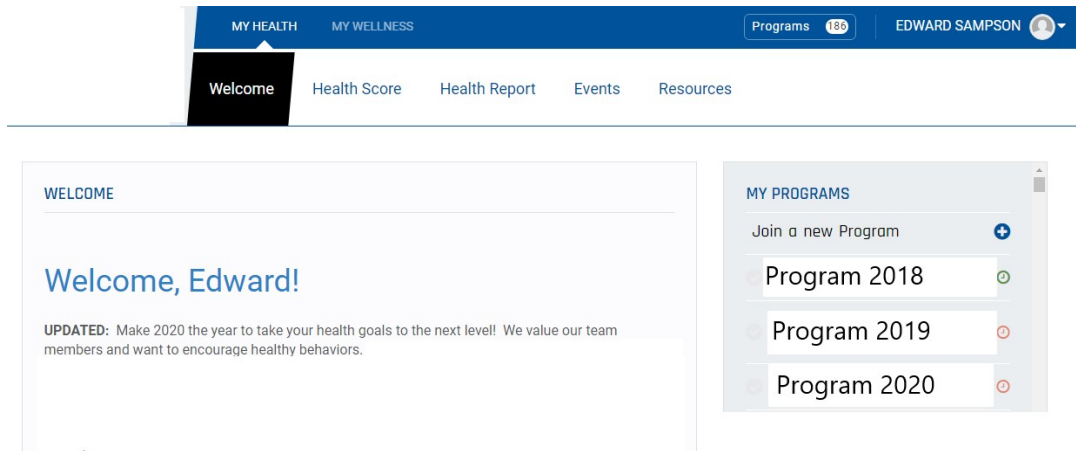 MY HEALTH MY WELLNESS Programs 186 EDWARD SAMPSON
Welcome Health Score Health Report Events Resources
WELCOME
Welcome, Edward!
UPDATED: Make 2020 the year to take your health goals to the next level! We value our team
members and want to encourage healthy behaviors.
MY PROGRAMS
Join a new Program
Program 2018
Program 2019
Program 2020